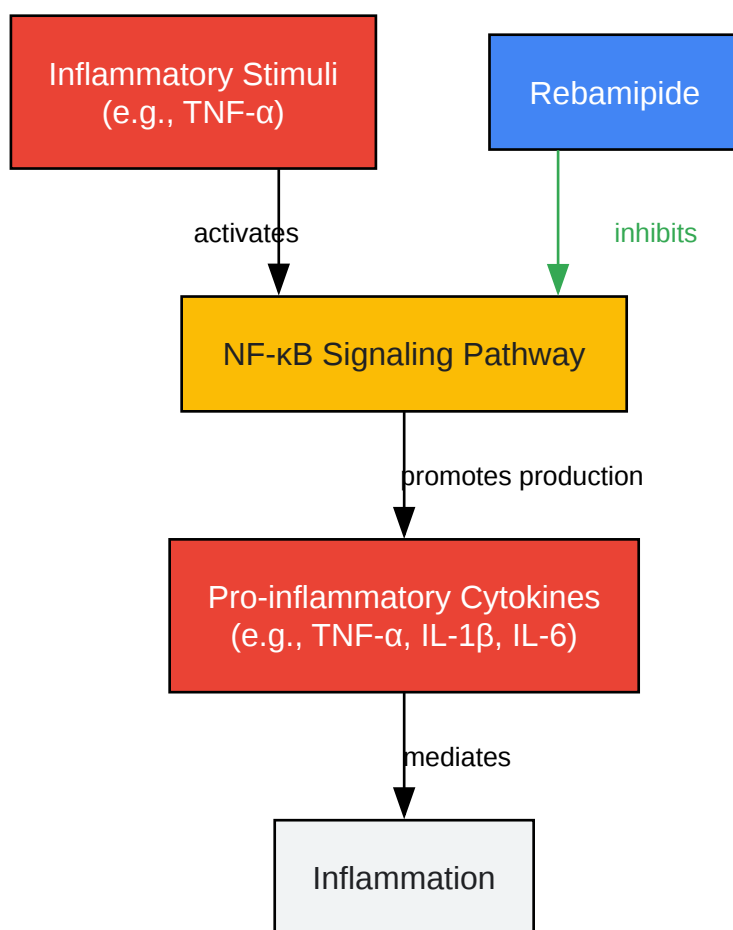 Inflammatory Stimuli
(e.g., TNF-α)
Rebamipide
activates
inhibits
NF-κB Signaling Pathway
promotes production
Pro-inflammatory Cytokines
(e.g., TNF-α, IL-1β, IL-6)
mediates
Inflammation